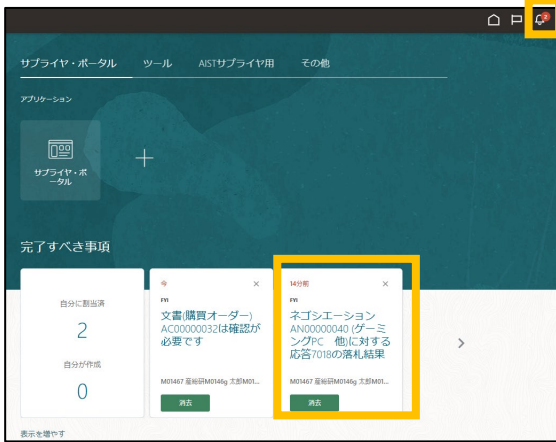 2
サプライヤ・ポータル ツール AISTサプライヤ用 その他
アプリケーション
サプライヤ・ポ
ータル
完了すべき事項
自分に割当済
2
自分が作成
0
今
FYI
文書(購買オーダー)
AC00000032は確認が
必要です
M01467 産総研M0146g 太郎M01...
消去
14分前
FYI
ネゴシエーション
AN00000040 (ゲーミ
ングPC 他)に対する
応答7018の落札結果
M01467 産総研M0146g 太郎M01...
消去
表示を増やす